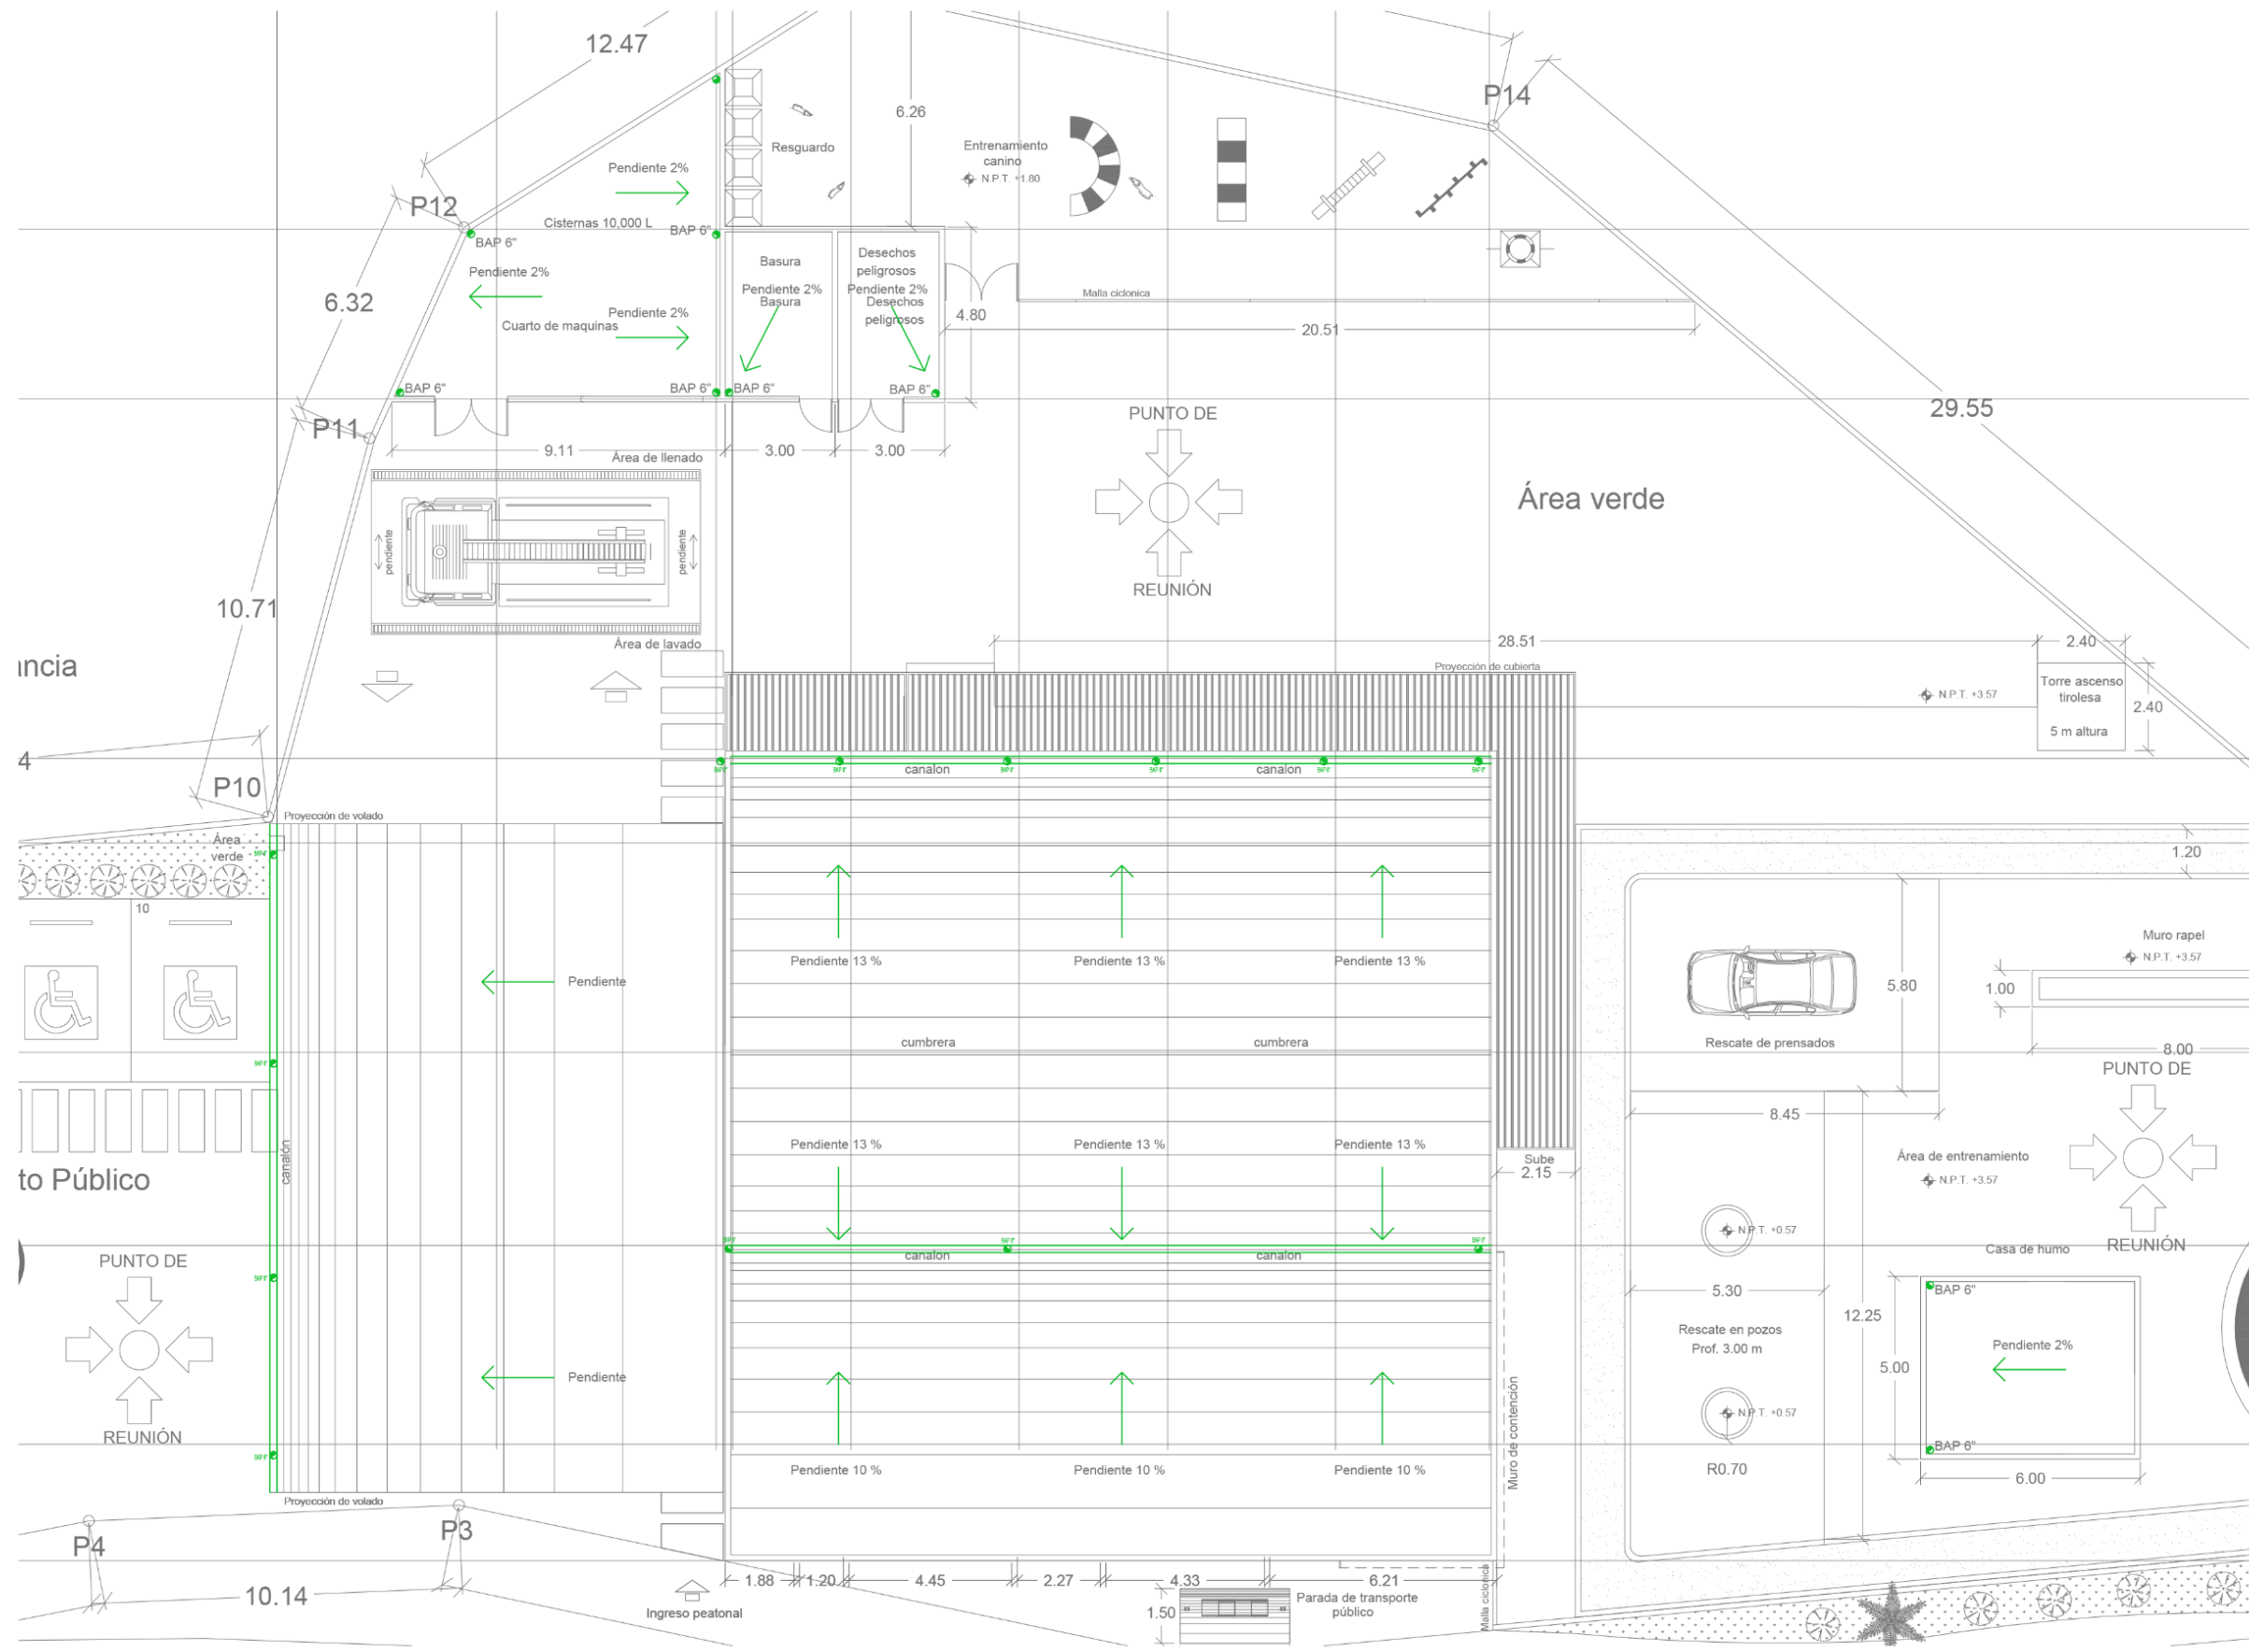 12.47
P14
6.26
Resguardo
Entrenamiento
canino
N.P.T. +1.80
Pendiente 2%
P12
Cisternas 10,000 L
BAP 6"
BAP 6"
Basura
Desechos
peligrosos
Pendiente 2%
Pendiente 2%
Basura
Pendiente 2%
Desechos
peligrosos
Malla ciclonica
6.32
Pendiente 2%
Cuarto de maquinas
4.80
20.51
BAP 6"
BAP 6"
BAP 6"
BAP 6"
29.55
P11
PUNTO DE
REUNIÓN
9.11
3.00
3.00
Área de llenado
Área verde
pendiente
pendiente
10.71
Área de lavado
28.51
2.40
ncia
Proyección de cubierta
N.P.T. +3.57
Torre ascenso
tirolesa
5 m altura
2.40
4
canalon
canalon
P10
Proyección de volado
Área
verde
1.20
10
Pendiente 13 %
Pendiente 13 %
Pendiente 13 %
Pendiente
Muro rapel
N.P.T. +3.57
5.80
1.00
cumbrera
cumbrera
Rescate de prensados
8.00
PUNTO DE
REUNIÓN
8.45
Pendiente 13 %
Pendiente 13 %
Pendiente 13 %
canalón
Sube
2.15
Área de entrenamiento
N.P.T. +3.57
to Público
N.P.T. +0.57
canalon
canalon
PUNTO DE
REUNIÓN
Casa de humo
BAP 6"
5.30
12.25
Rescate en pozos
Prof. 3.00 m
Pendiente 2%
5.00
Pendiente
Muro de contención
N.P.T. +0.57
BAP 6"
Pendiente 10 %
Pendiente 10 %
Pendiente 10 %
R0.70
6.00
Proyección de volado
P3
P4
10.14
1.88
1.20
4.45
2.27
4.33
6.21
Ingreso peatonal
1.50
Parada de transporte
público
Malla ciclonica